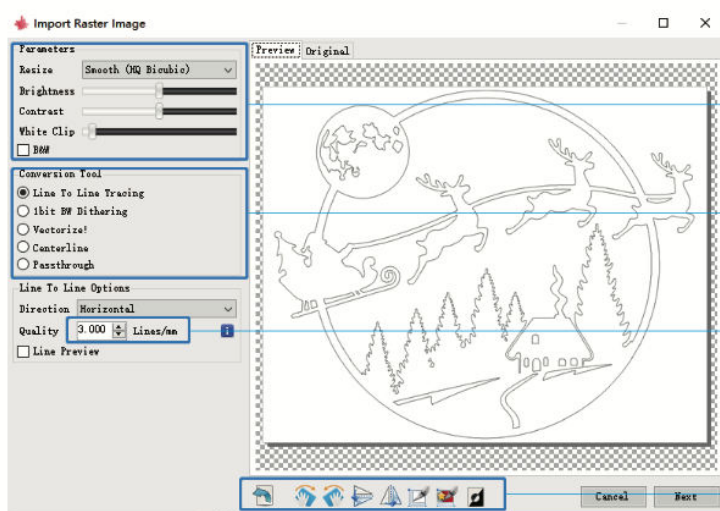 Import Raster Image
Parameters
Resize Smooth (HQ Bicubic)
Brightness
Contrast
White Clip
B&W
Conversion Tool
Line To Line Tracing
1bit BW Dithering
Vectorize!
Centerline
Passthrough
Line To Line Options
Direction Horizontal
Quality 3.000 Lines/mm
Line Preview
Preview Original
Cancel Next